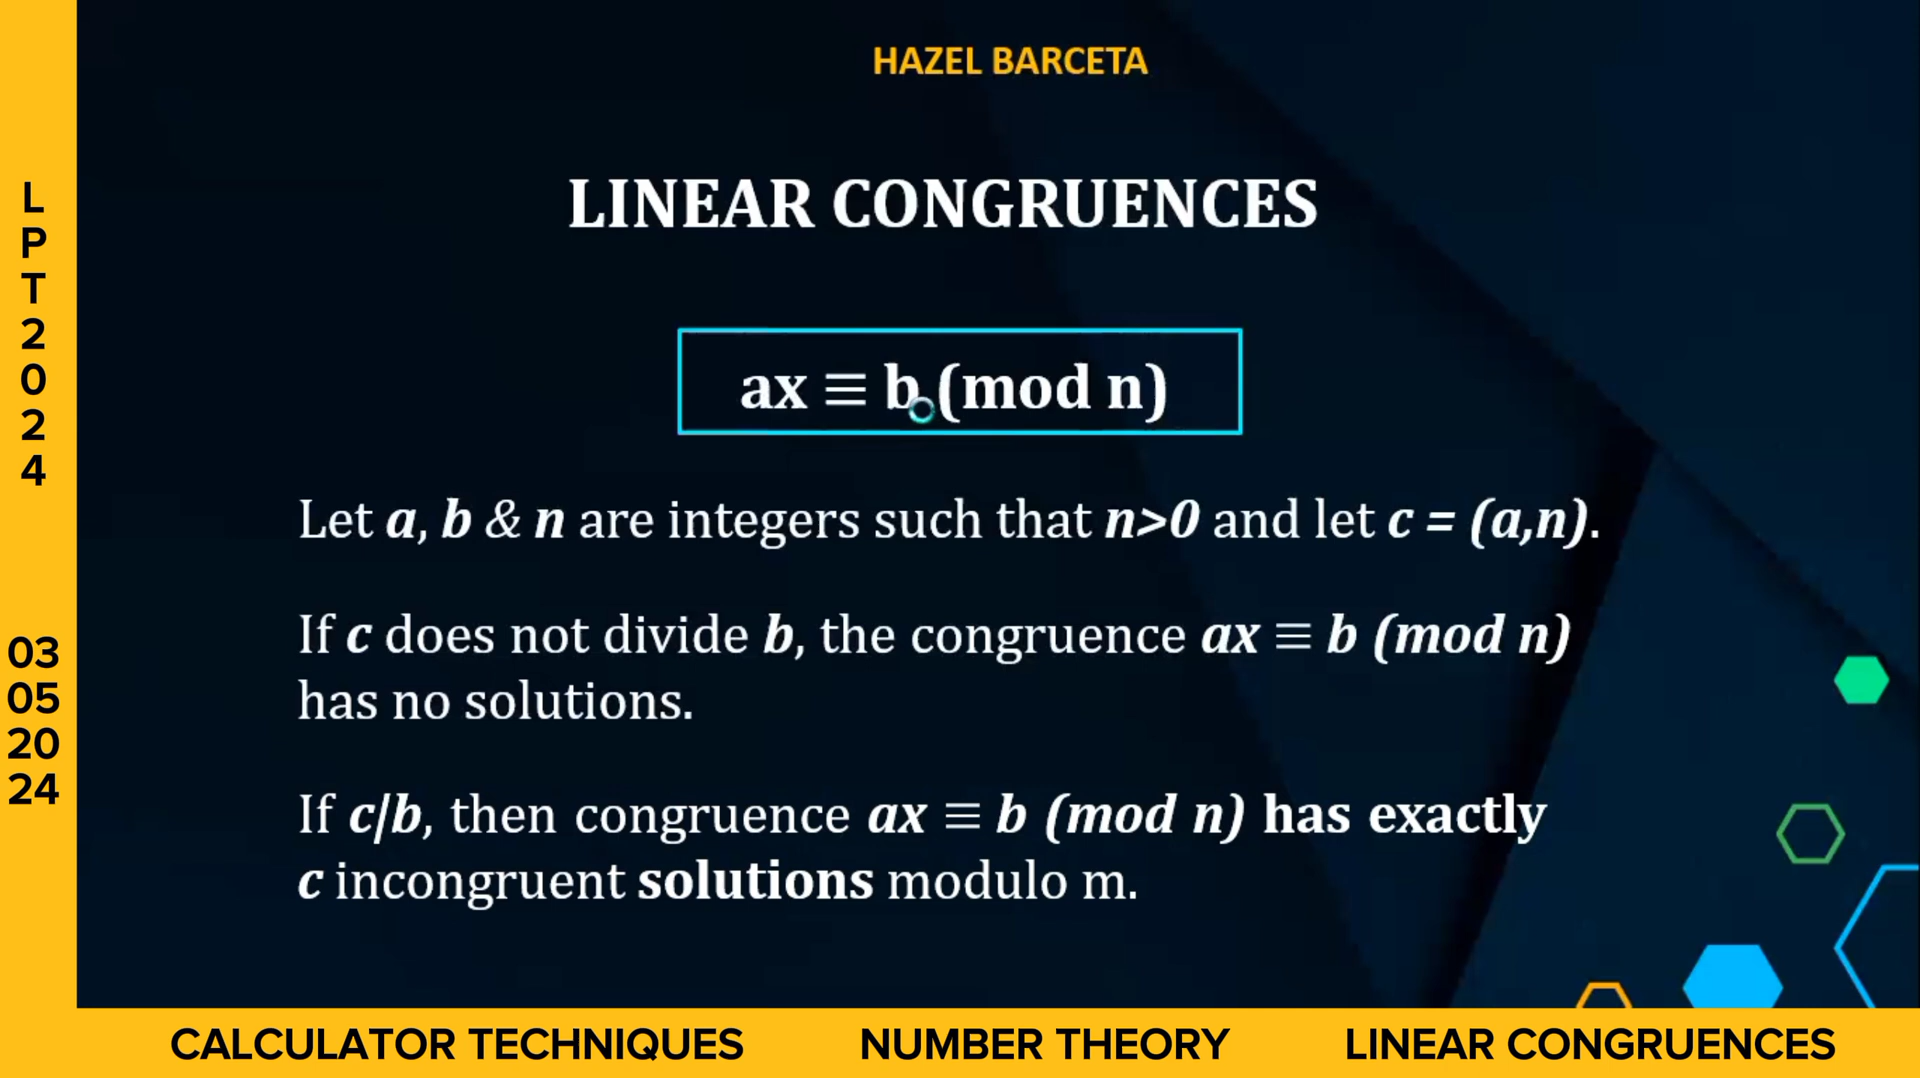 HAZEL BARCETA
L
P
T
2
0
2
4
03
05
20
24
LINEAR CONGRUENCES
ax ≡ b (mod n)
Let a, b & n are integers such that n>0 and let c = (a,n).
If c does not divide b, the congruence ax ≡ b (mod n)
has no solutions.
If c/b, then congruence ax ≡ b (mod n) has exactly
c incongruent solutions modulo m.
CALCULATOR TECHNIQUES NUMBER THEORY LINEAR CONGRUENCES